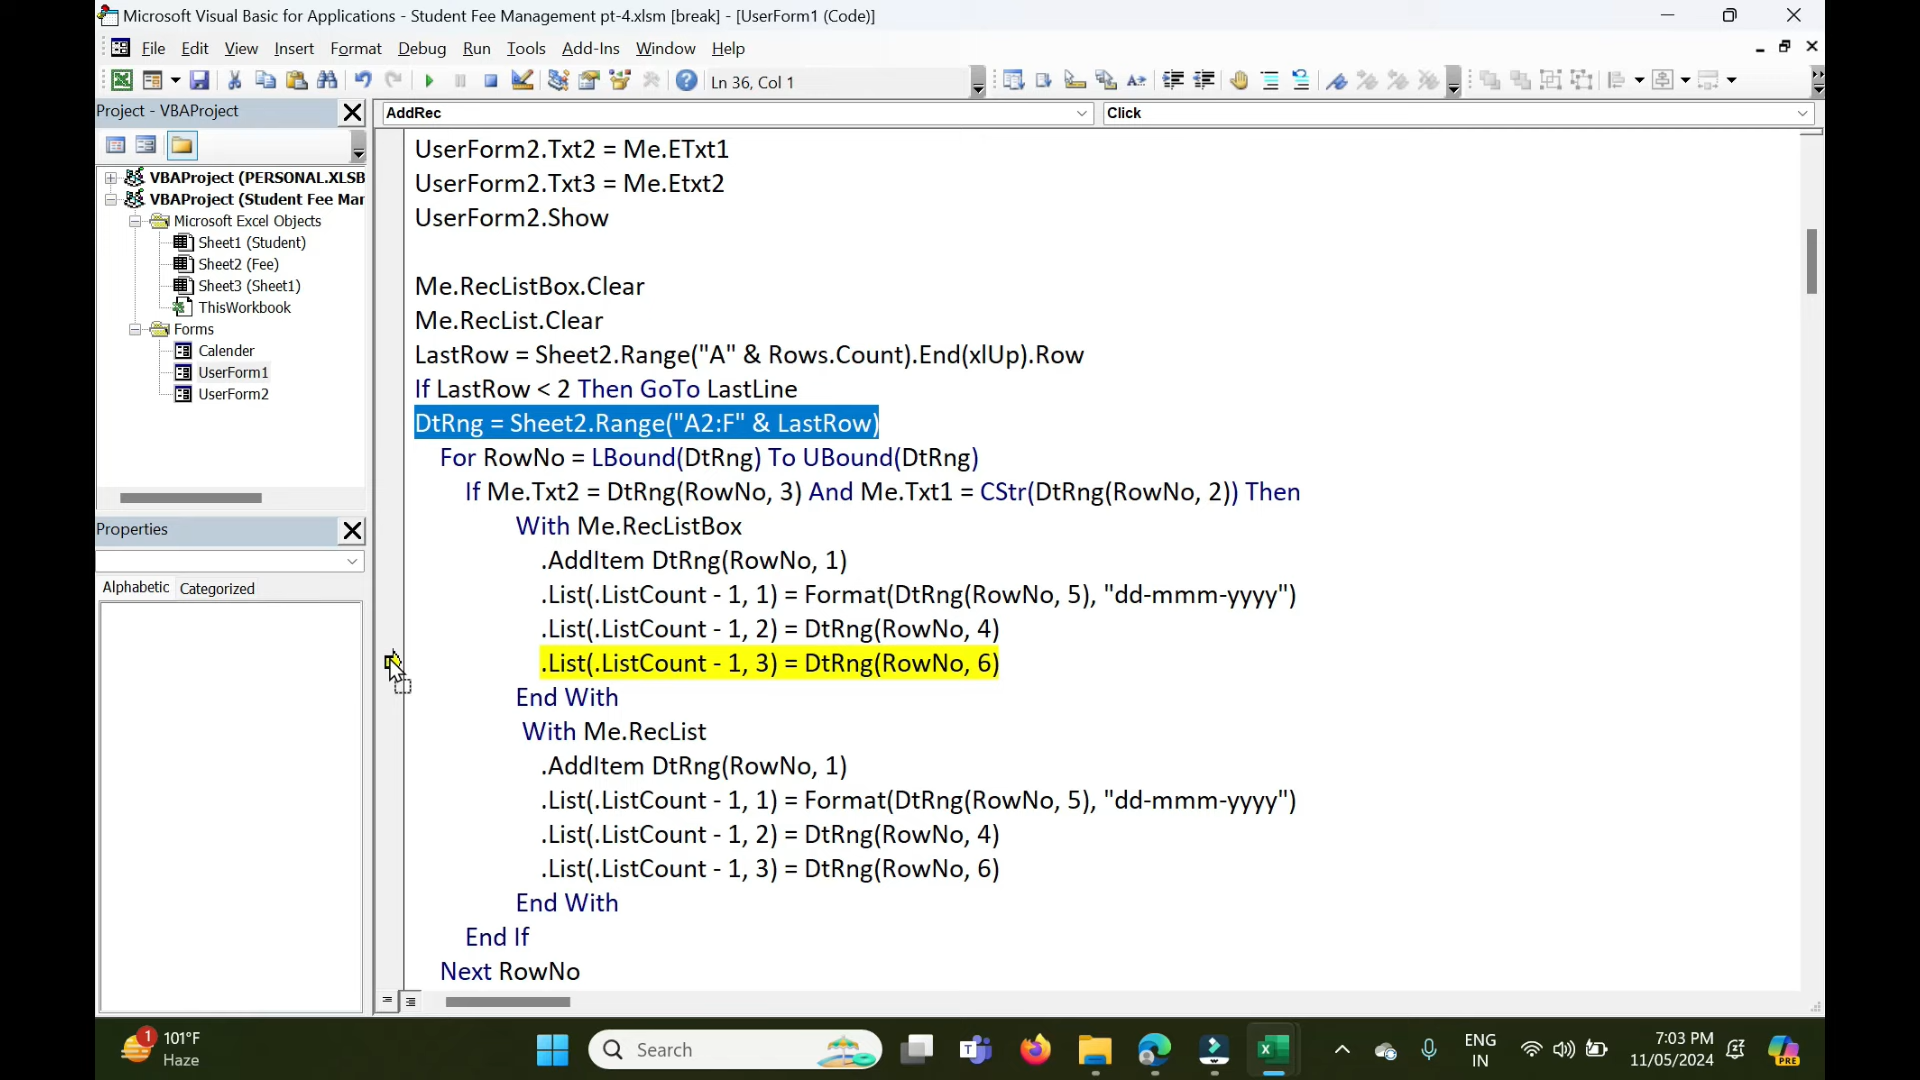 Microsoft Visual Basic for Applications - Student Fee Management pt-4.xlsm [break] - [UserForm1 (Code)]
File Edit View Insert Format Debug Run Tools Add-Ins Window Help
Ln 36, Col 1
Project - VBAProject
AddRec
Click
VBAProject (PERSONAL.XLSB
VBAProject (Student Fee Mar
Microsoft Excel Objects
Sheet1 (Student)
Sheet2 (Fee)
Sheet3 (Sheet1)
ThisWorkbook
Forms
Calender
UserForm1
UserForm2
Properties
Alphabetic Categorized
UserForm2.Txt2 = Me.ETxt1
UserForm2.Txt3 = Me.Etxt2
UserForm2.Show
Me.RecListBox.Clear
Me.RecList.Clear
LastRow = Sheet2.Range("A" & Rows.Count).End(xlUp).Row
If LastRow < 2 Then GoTo LastLine
DtRng = Sheet2.Range("A2:F" & LastRow)
For RowNo = LBound(DtRng) To UBound(DtRng)
If Me.Txt2 = DtRng(RowNo, 3) And Me.Txt1 = CStr(DtRng(RowNo, 2)) Then
With Me.RecListBox
.AddItem DtRng(RowNo, 1)
.List(.ListCount - 1, 1) = Format(DtRng(RowNo, 5), "dd-mmm-yyyy")
.List(.ListCount - 1, 2) = DtRng(RowNo, 4)
.List(.ListCount - 1, 3) = DtRng(RowNo, 6)
End With
With Me.RecList
.AddItem DtRng(RowNo, 1)
.List(.ListCount - 1, 1) = Format(DtRng(RowNo, 5), "dd-mmm-yyyy")
.List(.ListCount - 1, 2) = DtRng(RowNo, 4)
.List(.ListCount - 1, 3) = DtRng(RowNo, 6)
End With
End If
Next RowNo
1
101°F
Haze
Search
ENG
IN
7:03 PM
11/05/2024
PRE